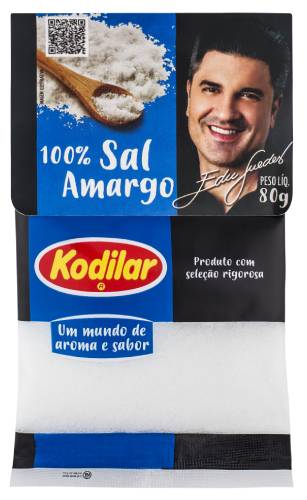 100% Sal
Amargo
Edu Guedes
PESO LÍQ.
80g
Kodilar
®
Produto com
seleção rigorosa
Um mundo de
aroma e sabor